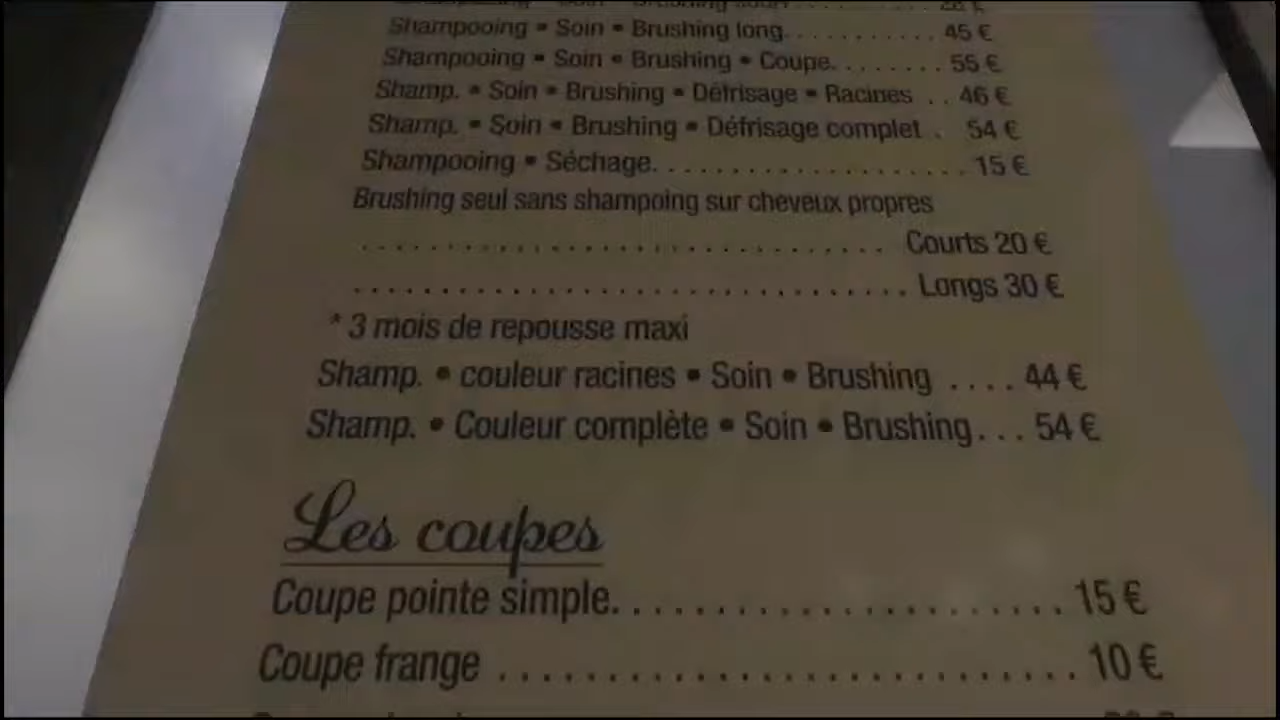 Shampooing • Soin • Brushing long. . . . . . . . . . . 45 €
Shampooing • Soin • Brushing • Coupe. . . . . . . . 55 €
Shamp. • Soin • Brushing • Défrisage • Racines . . 46 €
Shamp. • Soin • Brushing • Défrisage complet . 54 €
Shampooing • Séchage. . . . . . . . . . . . . . . . . . . . 15 €
Brushing seul sans shampoing sur cheveux propres
. . . . . . . . . . . . . . . . . . . . . . . . . . . . . . Courts 20 €
. . . . . . . . . . . . . . . . . . . . . . . . . . . . . . . . Longs 30 €
* 3 mois de repousse maxi
Shamp. • couleur racines • Soin • Brushing . . . . 44 €
Shamp. • Couleur complète • Soin • Brushing. . . 54 €
Les coupes
Coupe pointe simple. . . . . . . . . . . . . . . . . . . . . . 15 €
Coupe frange . . . . . . . . . . . . . . . . . . . . . . . . . . . 10 €